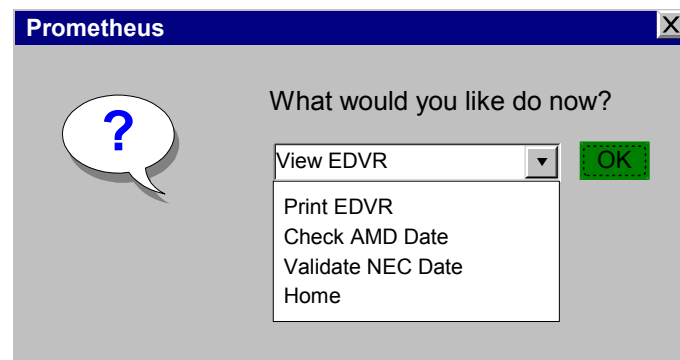 Prometheus
X
?
What would you like do now?
View EDVR
OK
Print EDVR
Check AMD Date
Validate NEC Date
Home